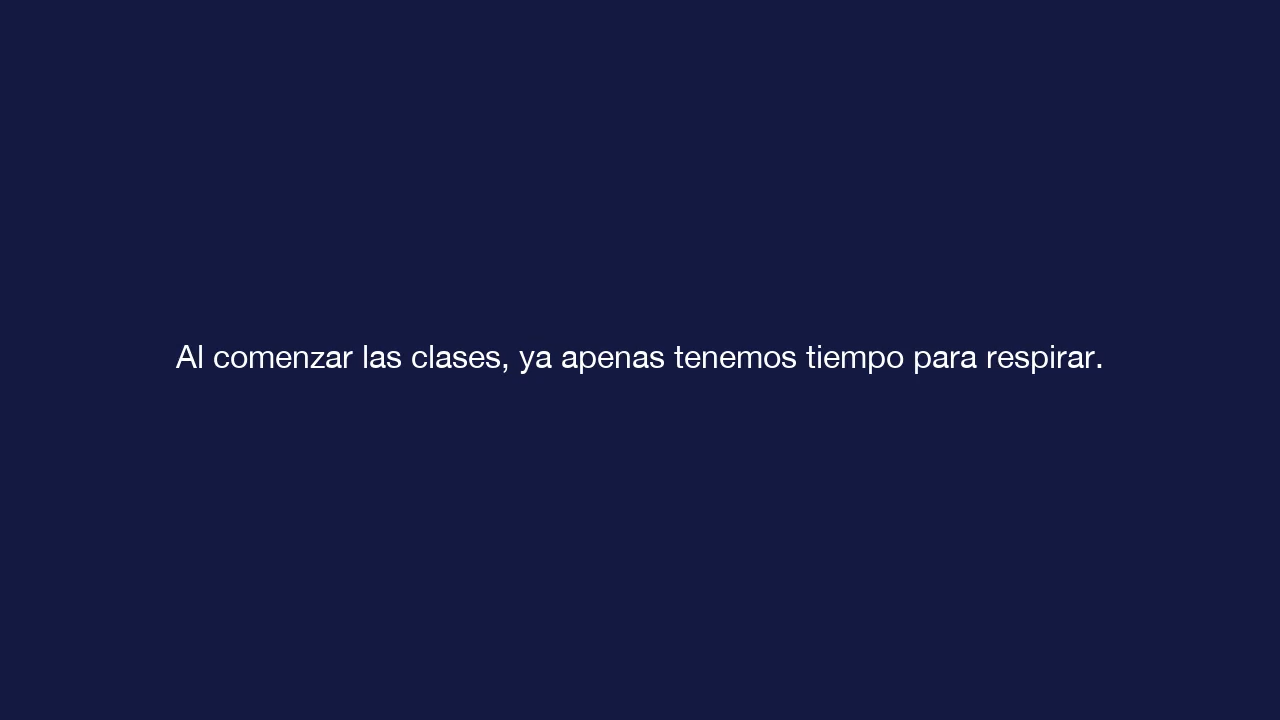 Al comenzar las clases, ya apenas tenemos tiempo para respirar.